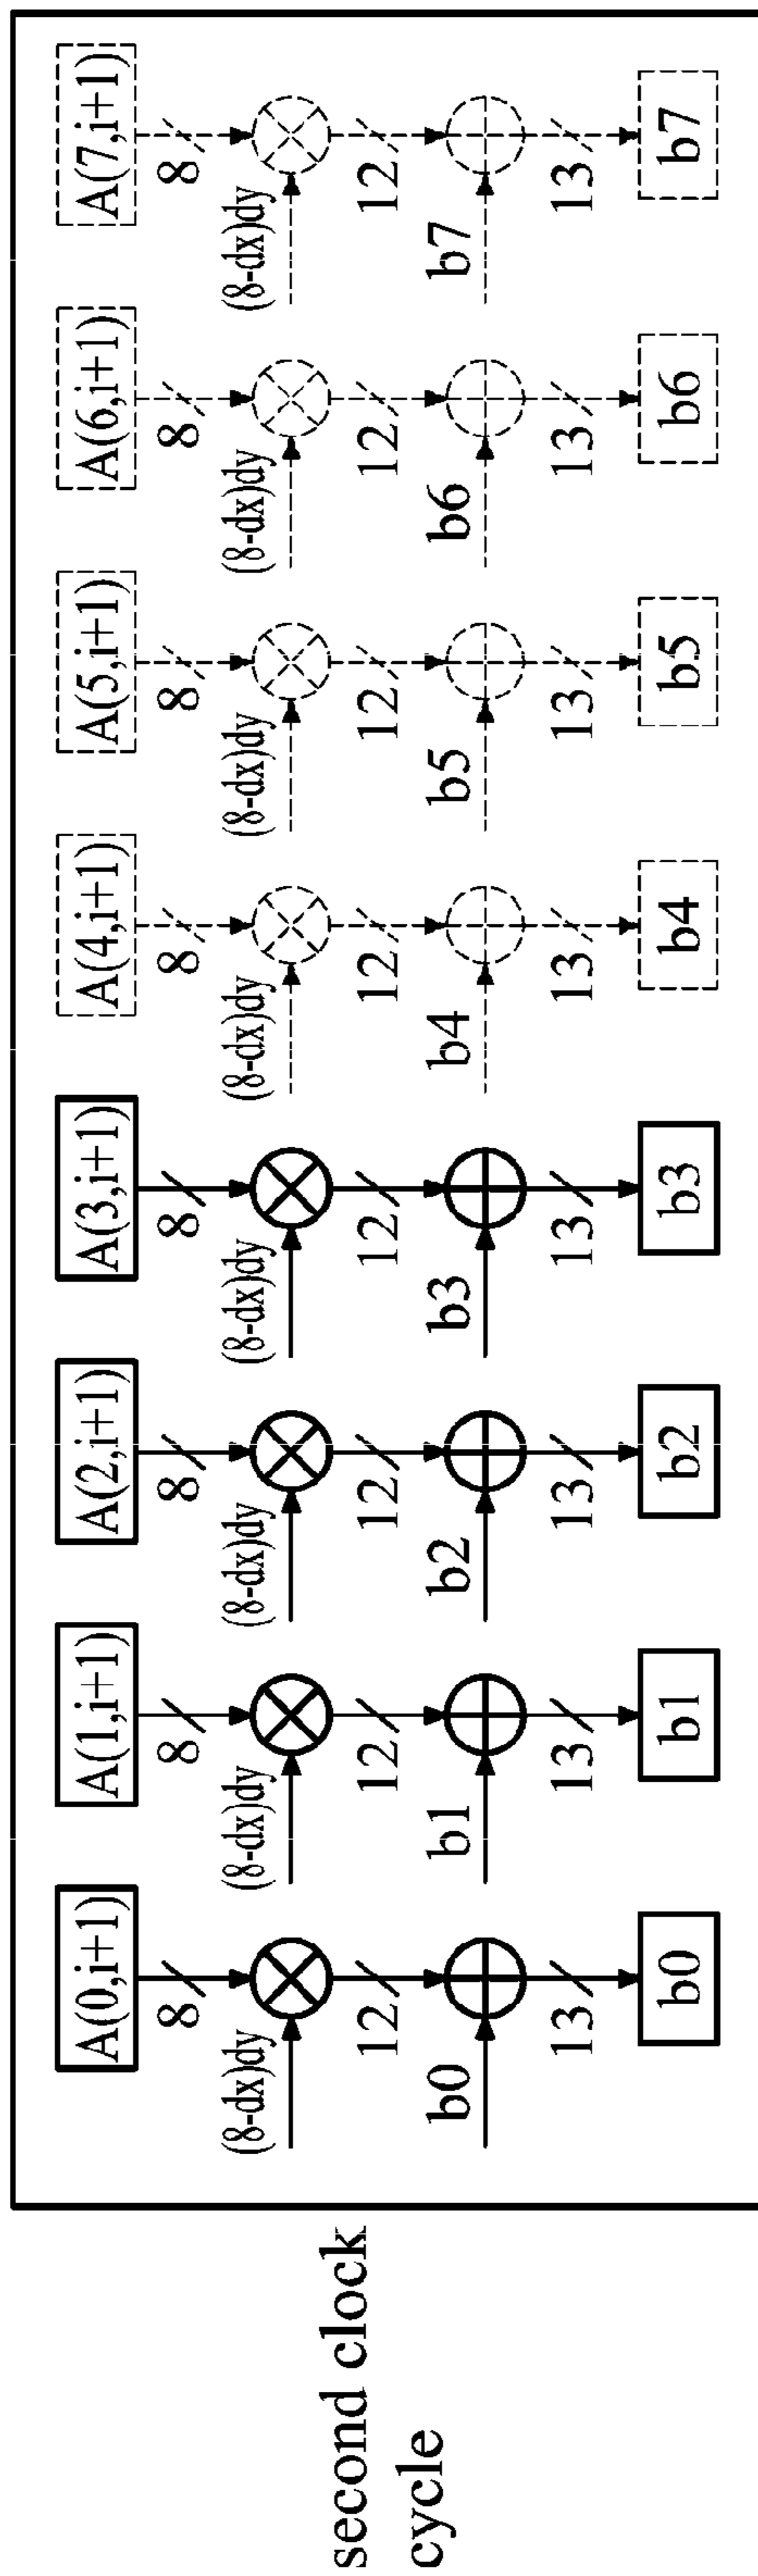 second clock
cycle
A(0,i+1) A(1,i+1) A(2,i+1) A(3,i+1) A(4,i+1) A(5,i+1) A(6,i+1) A(7,i+1)
8 8 8 8 8 8 8 8
(8-dx)dy (8-dx)dy (8-dx)dy (8-dx)dy (8-dx)dy (8-dx)dy (8-dx)dy (8-dx)dy
12 12 12 12 12 12 12 12
b0 b1 b2 b3 b4 b5 b6 b7
13 13 13 13 13 13 13 13
b0 b1 b2 b3 b4 b5 b6 b7